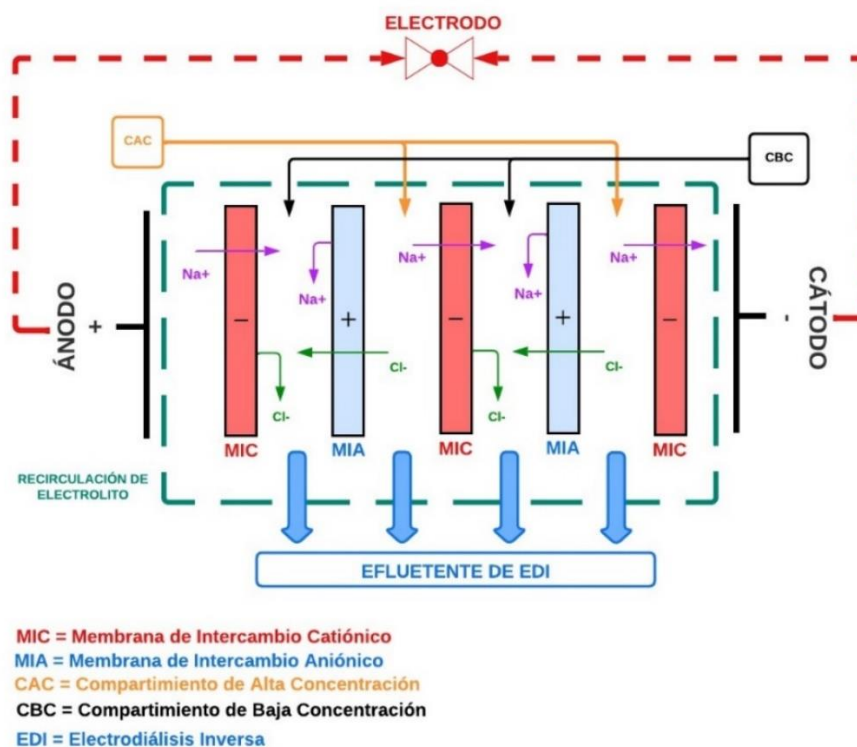 ELECTRODO
CAC
CBC
Na+
Na+
Na+
Na+
Na+
ÁNODO
+
−
+
−
+
-
CÁTODO
Cl-
Cl-
Cl-
Cl-
MIC
MIA
MIC
MIA
MIC
RECIRCULACIÓN DE
ELECTROLITO
EFLUETENTE DE EDI
MIC = Membrana de Intercambio Catiónico
MIA = Membrana de Intercambio Aniónico
CAC = Compartimiento de Alta Concentración
CBC = Compartimiento de Baja Concentración
EDI = Electrodiálisis Inversa